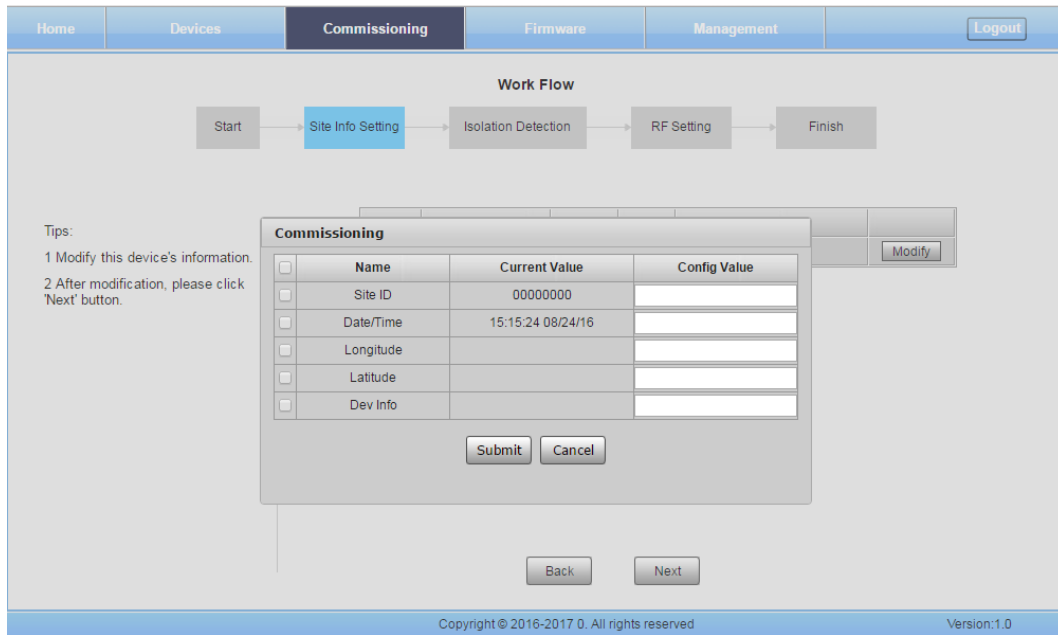 Home Devices Commissioning Firmware Management Logout
Work Flow
Start Site Info Setting Isolation Detection RF Setting Finish
Tips:
1 Modify this device's information.
2 After modification, please click
'Next' button.
Modify
Commissioning
Name Current Value Config Value
Site ID 00000000
Date/Time 15:15:24 08/24/16
Longitude
Latitude
Dev Info
Submit Cancel
Back Next
Copyright © 2016-2017 0. All rights reserved Version:1.0